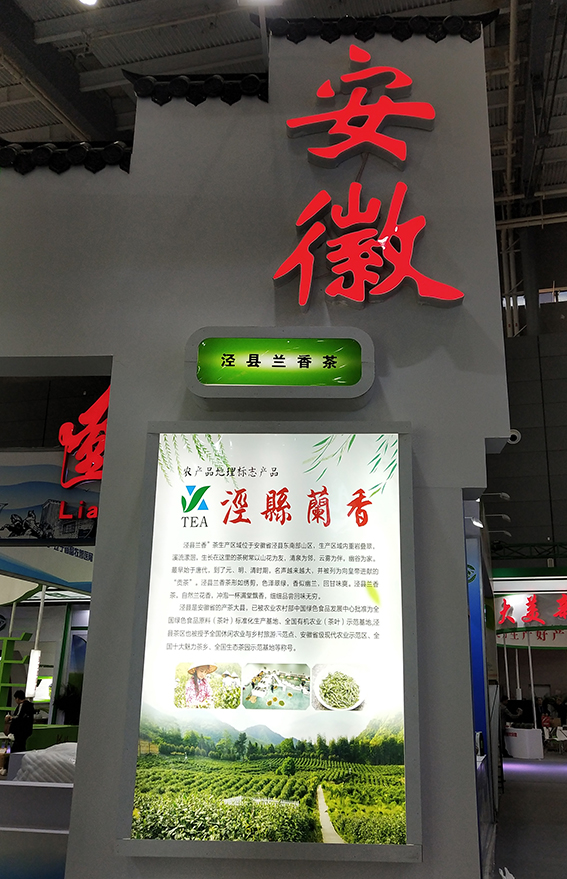 安
徽
泾县兰香茶
农产品地理标志产品
TEA 涇縣蘭香
泾县兰香”茶生产区域位于安徽省泾县东南部山区，生产区域内重岩叠翠，
溪流漾洄，生长在这里的茶树常以山花为友、清泉为邻、云雾为伴，幽谷为家。
最早始于唐代，到了元、明、清时期，名声越来越大，并被列为向皇帝进献的
“贡茶”。泾县兰香茶形如绣剪，色泽翠绿，香似幽兰，回甘味爽。泾县兰香
茶，自然兰花香，冲泡一杯满堂飘香，细细品尝回味无穷。
泾县是安徽省的产茶大县，已被农业农村部中国绿色食品发展中心批准为全
国绿色食品原料（茶叶）标准化生产基地、全国有机农业（茶叶）示范基地,泾
县茶区也被授予全国休闲农业与乡村旅游示范点、安徽省级现代农业示范区、全
国十大魅力茶乡、全国生态茶园示范基地等称号。
Lia
大美茶
生产好产